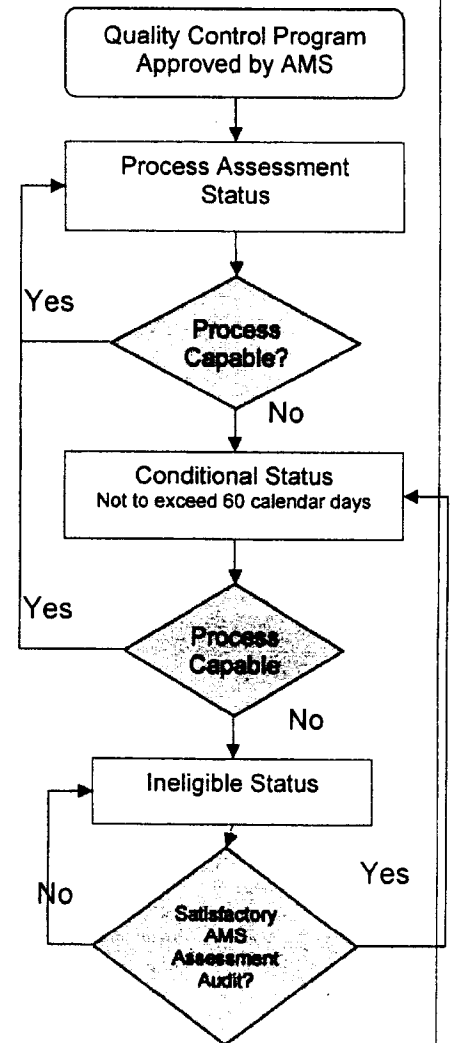 Quality Control Program
Approved by AMS
Process Assessment
Status
Yes
Process
Capable?
No
Conditional Status
Not to exceed 60 calendar days
Yes
Process
Capable
No
Ineligible Status
Yes
No
Satisfactory
AMS
Assessment
Audit?